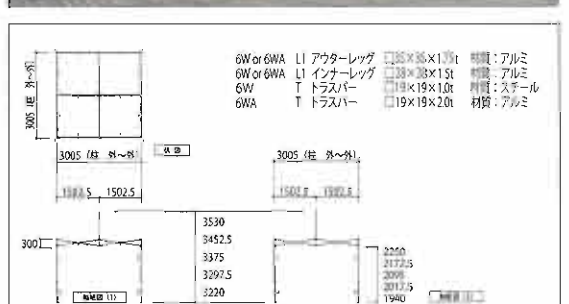 6W or 6WA L1 アウターレッグ 材質：アルミ
6W or 6WA L1 インナーレッグ ×1.5t 材質：アルミ
6W T トラスバー □19×19×1.0t 材質：スチール
6WA T トラスバー □19×19×2.0t 材質：アルミ
3005 (柱 外〜外)
3005 (柱 外〜外)
3005 (柱 外〜外)
1502.5 1502.5
1502.5 1502.5
300
3530
3452.5
3375
3297.5
3220
2250
2172.5
2095
2017.5
1940